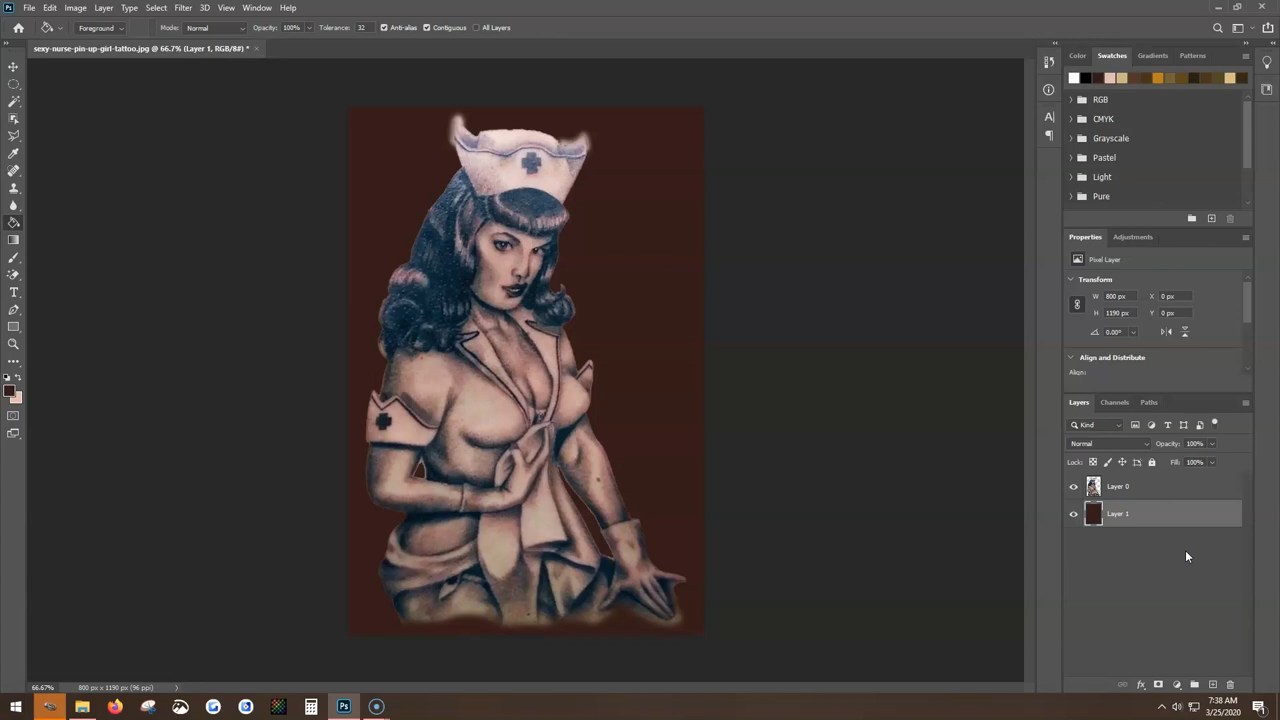 Ps File Edit Image Layer Type Select Filter 3D View Window Help
Foreground Mode: Normal Opacity: 100% Tolerance: 32 Anti-alias Contiguous All Layers
sexy-nurse-pin-up-girl-tattoo.jpg @ 66.7% (Layer 1, RGB/8#) *
Color Swatches Gradients Patterns
RGB
CMYK
Grayscale
Pastel
Light
Pure
Properties Adjustments
Pixel Layer
Transform
W 800 px X 0 px
H 1190 px Y 0 px
0.00°
Align and Distribute
Align:
Layers Channels Paths
Kind
Normal Opacity: 100%
Lock: Fill: 100%
Layer 0
Layer 1
66.67% 800 px x 1190 px (96 ppi)
Ps
7:38 AM
3/25/2020